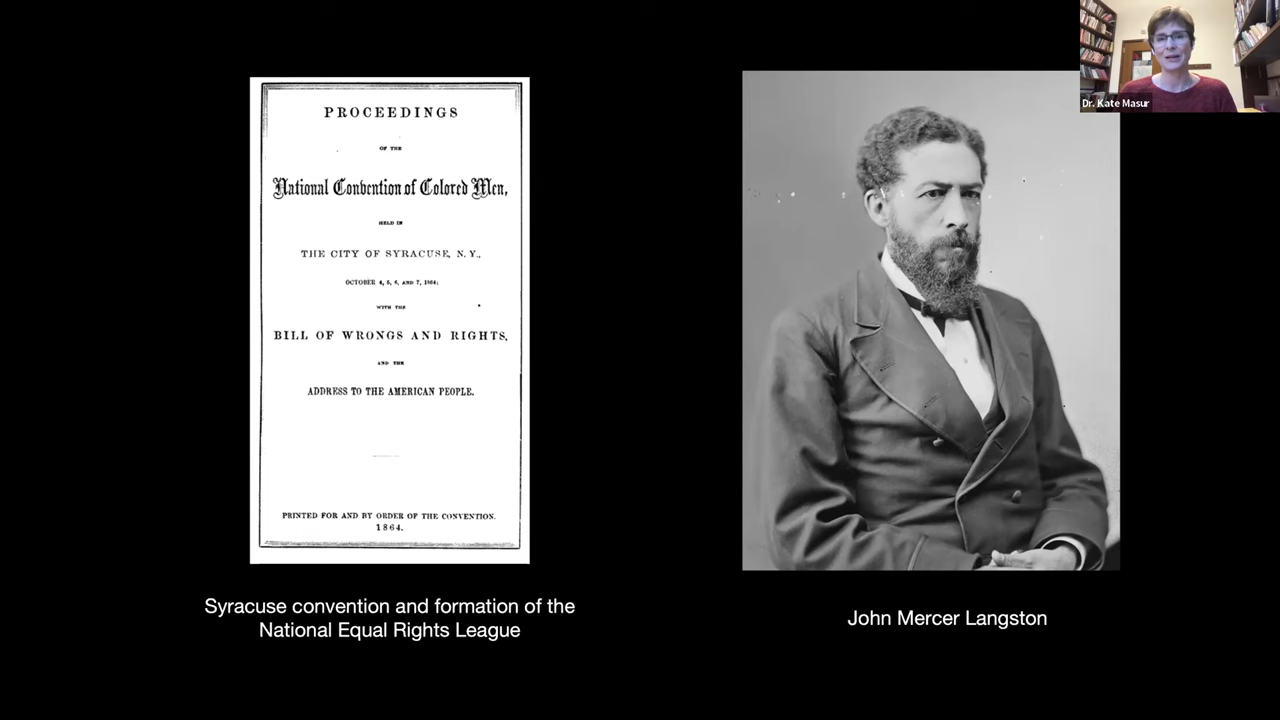 PROCEEDINGS
OF THE
National Convention of Colored Men,
HELD IN
THE CITY OF SYRACUSE, N. Y.,
OCTOBER 4, 5, 6, AND 7, 1864;
WITH THE
BILL OF WRONGS AND RIGHTS,
AND THE
ADDRESS TO THE AMERICAN PEOPLE.
PRINTED FOR AND BY ORDER OF THE CONVENTION.
1864.
Syracuse convention and formation of the
National Equal Rights League
John Mercer Langston
Dr. Kate Masur